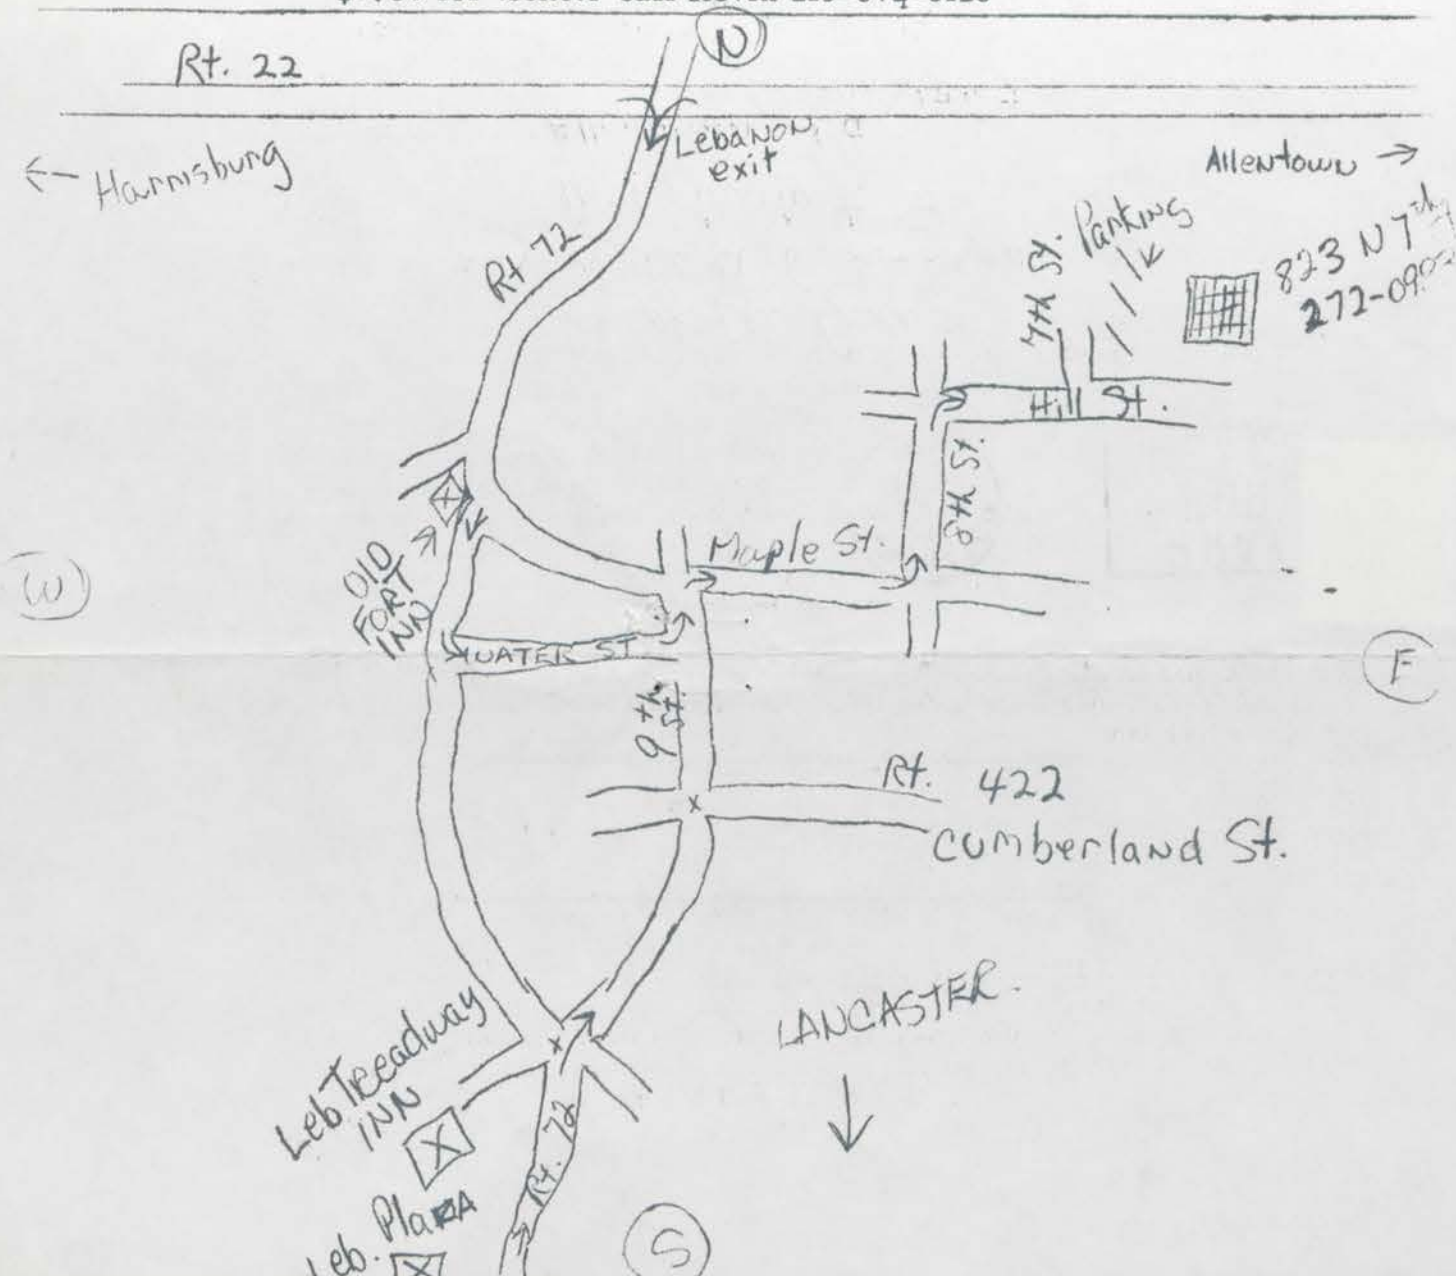 N
Rt. 22
Lebanon
exit
← Harrisburg
Allentown →
Rt 72
7th St.
Parking
823 N 7th
Hill St.
8th St.
Maple St.
OLD
FORT
INN
W
WATER ST
E
9th
St.
Rt. 422
Cumberland St.
LANCASTER.
Leb Treadway
INN
Rt. 72
Leb. Plaza
S